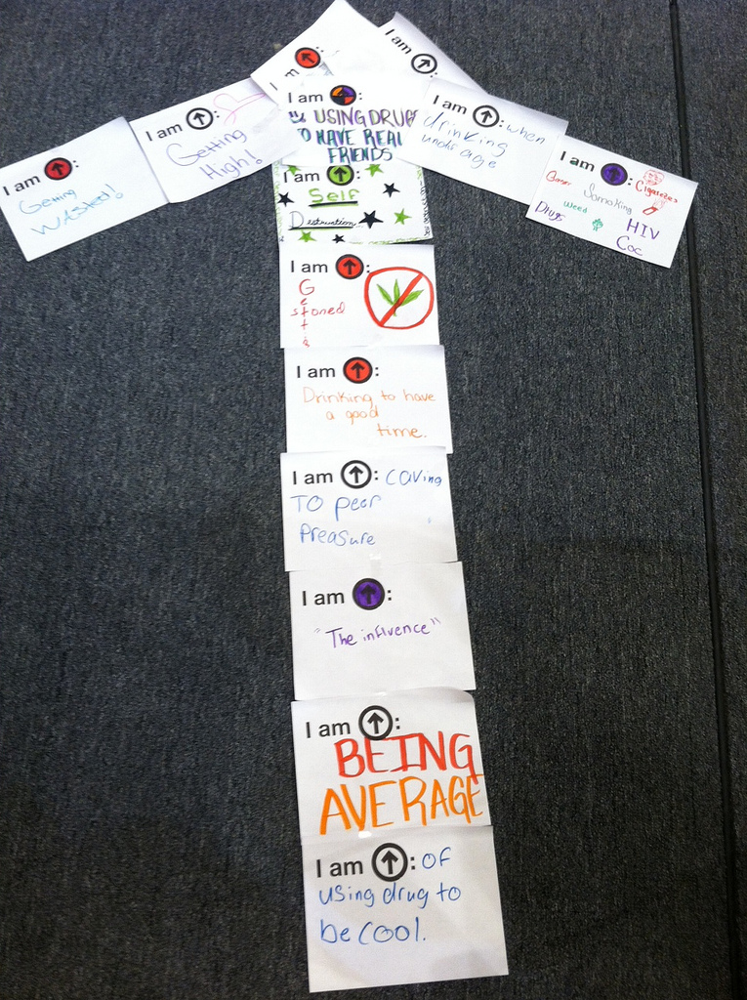 I am :
I am :
I am :
Getting
Wasted!
I am :
Getting
High!
I am :
USING DRUGS
TO HAVE REAL
FRIENDS
I am : when
drinking
underage
I am :
Cigarettes
Smoking
Drugs
weed
HIV
Coc
I am :
Self
Destruction
I am :
Getting
stoned
I am :
Drinking to have
a good
time.
I am : caving
TO peer
Preasure
I am :
"The influence"
I am :
BEING
AVERAGE
I am : of
using drug to
be cool.